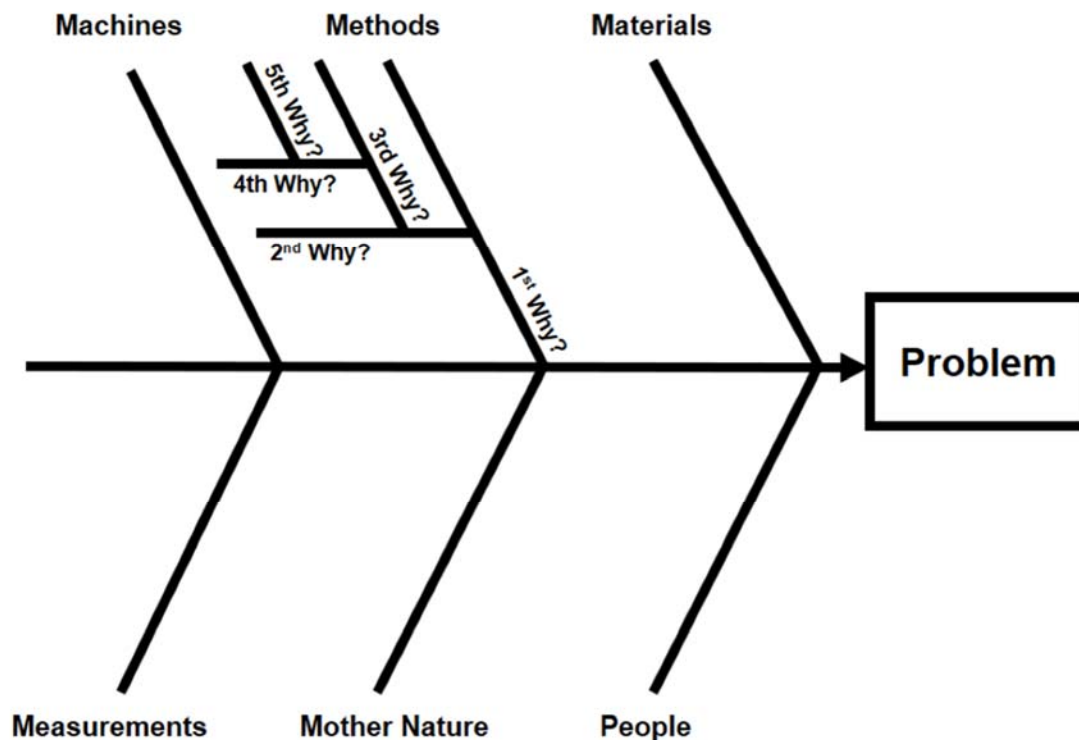 Machines
Methods
Materials
5th Why?
3rd Why?
4th Why?
2nd Why?
1st Why?
Problem
Measurements
Mother Nature
People